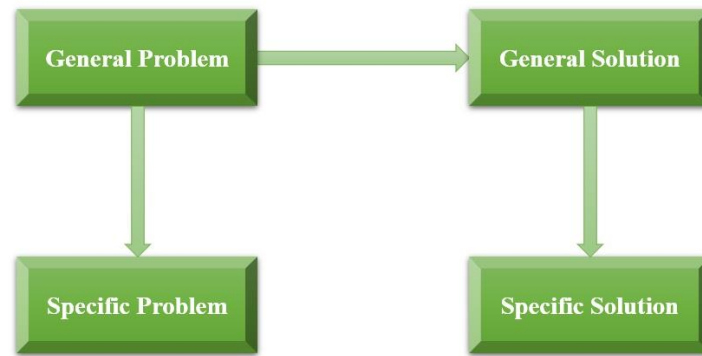 General Problem
General Solution
Specific Problem
Specific Solution